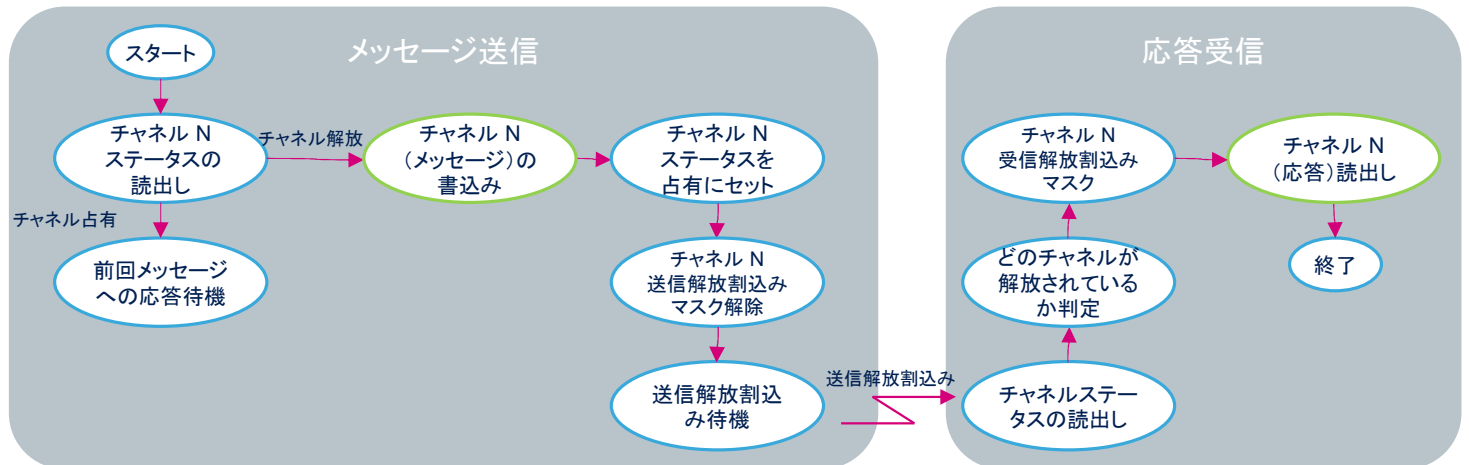 メッセージ送信
スタート
チャネル N
ステータスの
読出し
チャネル解放
チャネル N
（メッセージ）の
書込み
チャネル N
ステータスを
占有にセット
チャネル占有
前回メッセージ
への応答待機
チャネル N
送信解放割込み
マスク解除
送信解放割込
み待機
送信解放割込み
応答受信
チャネルステー
タスの読出し
どのチャネルが
解放されている
か判定
チャネル N
受信解放割込み
マスク
チャネル N
（応答）読出し
終了